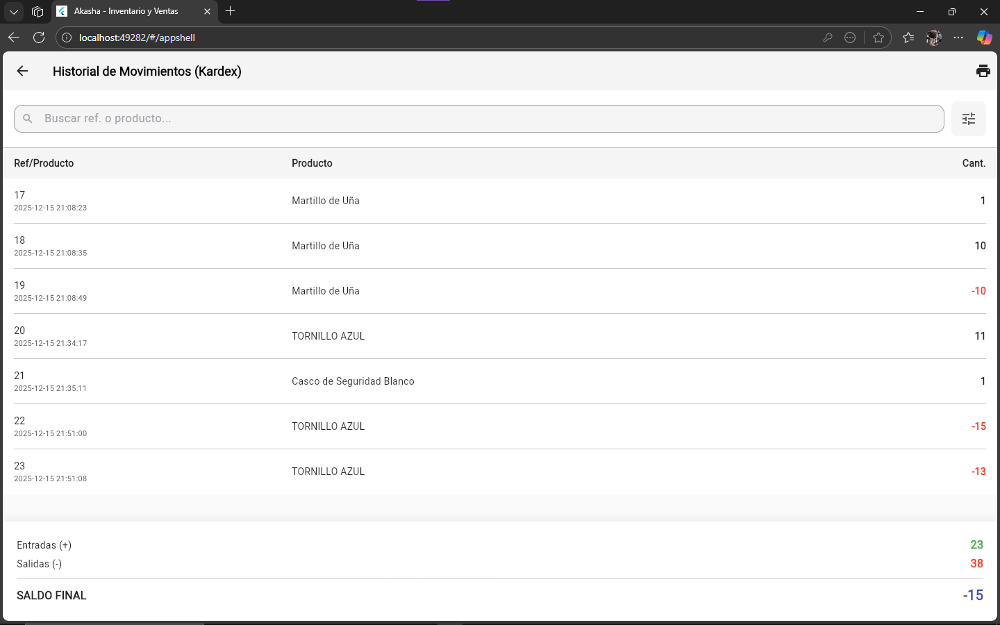 Akasha - Inventario y Ventas
localhost:49282/#/appshell
Historial de Movimientos (Kardex)
Buscar ref. o producto...
Ref/Producto Producto Cant.
17
2025-12-15 21:08:23
Martillo de Uña 1
18
2025-12-15 21:08:35
Martillo de Uña 10
19
2025-12-15 21:08:49
Martillo de Uña -10
20
2025-12-15 21:34:17
TORNILLO AZUL 11
21
2025-12-15 21:35:11
Casco de Seguridad Blanco 1
22
2025-12-15 21:51:00
TORNILLO AZUL -15
23
2025-12-15 21:51:08
TORNILLO AZUL -13
Entradas (+) 23
Salidas (-) 38
SALDO FINAL -15